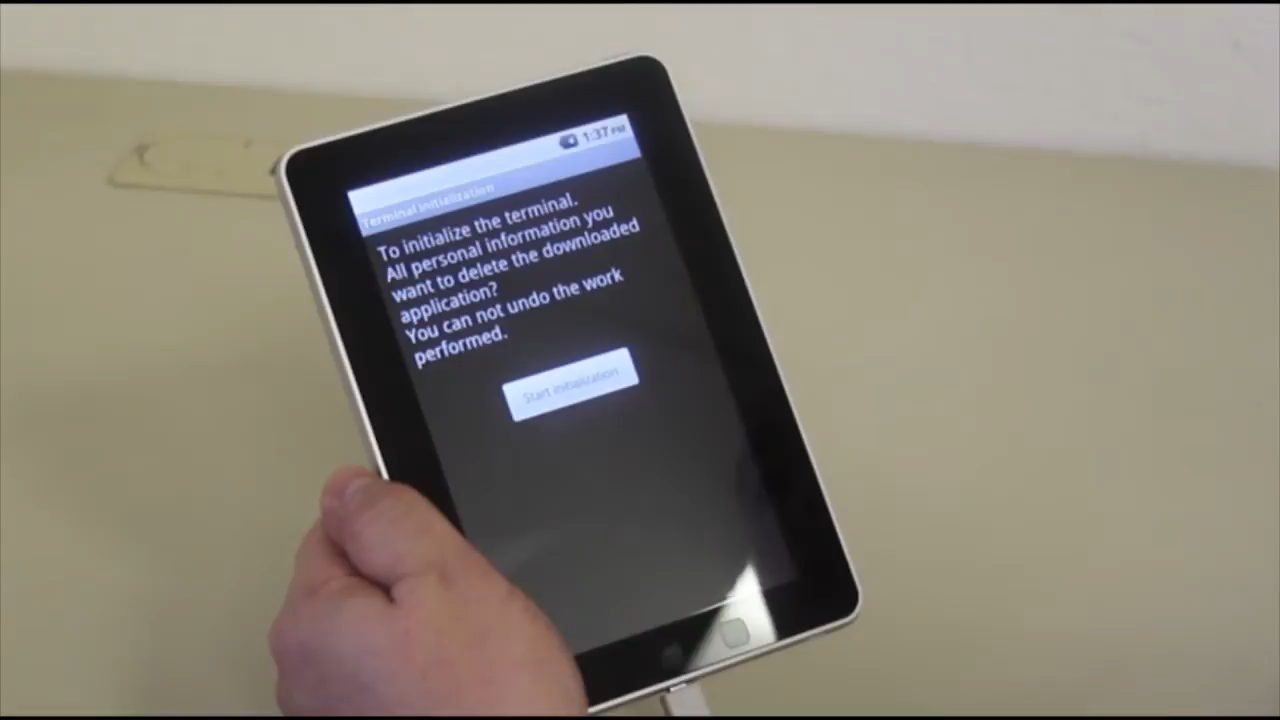 1:37 PM
Terminal initialization
To initialize the terminal.
All personal information you
want to delete the downloaded
application?
You can not undo the work
performed.
Start initialization